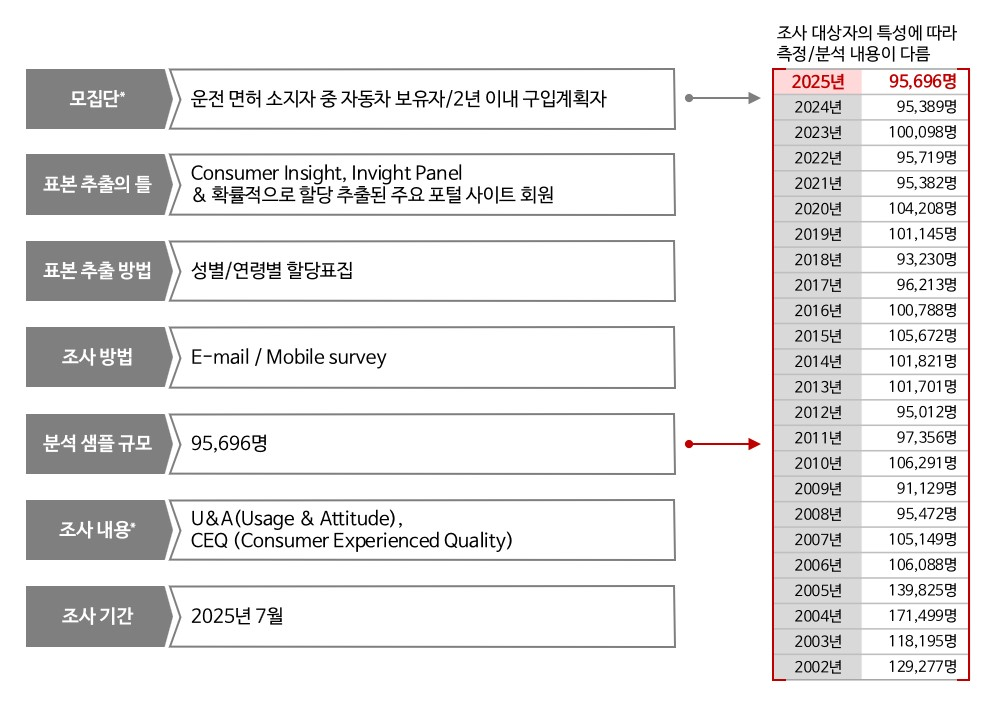 조사 대상자의 특성에 따라
측정/분석 내용이 다름
모집단*
운전 면허 소지자 중 자동차 보유자/2년 이내 구입계획자
표본 추출의 틀
Consumer Insight, Invight Panel
& 확률적으로 할당 추출된 주요 포털 사이트 회원
표본 추출 방법
성별/연령별 할당표집
조사 방법
E-mail / Mobile survey
분석 샘플 규모
95,696명
조사 내용*
U&A(Usage & Attitude),
CEQ (Consumer Experienced Quality)
조사 기간
2025년 7월
2025년 95,696명
2024년 95,389명
2023년 100,098명
2022년 95,719명
2021년 95,382명
2020년 104,208명
2019년 101,145명
2018년 93,230명
2017년 96,213명
2016년 100,788명
2015년 105,672명
2014년 101,821명
2013년 101,701명
2012년 95,012명
2011년 97,356명
2010년 106,291명
2009년 91,129명
2008년 95,472명
2007년 105,149명
2006년 106,088명
2005년 139,825명
2004년 171,499명
2003년 118,195명
2002년 129,277명